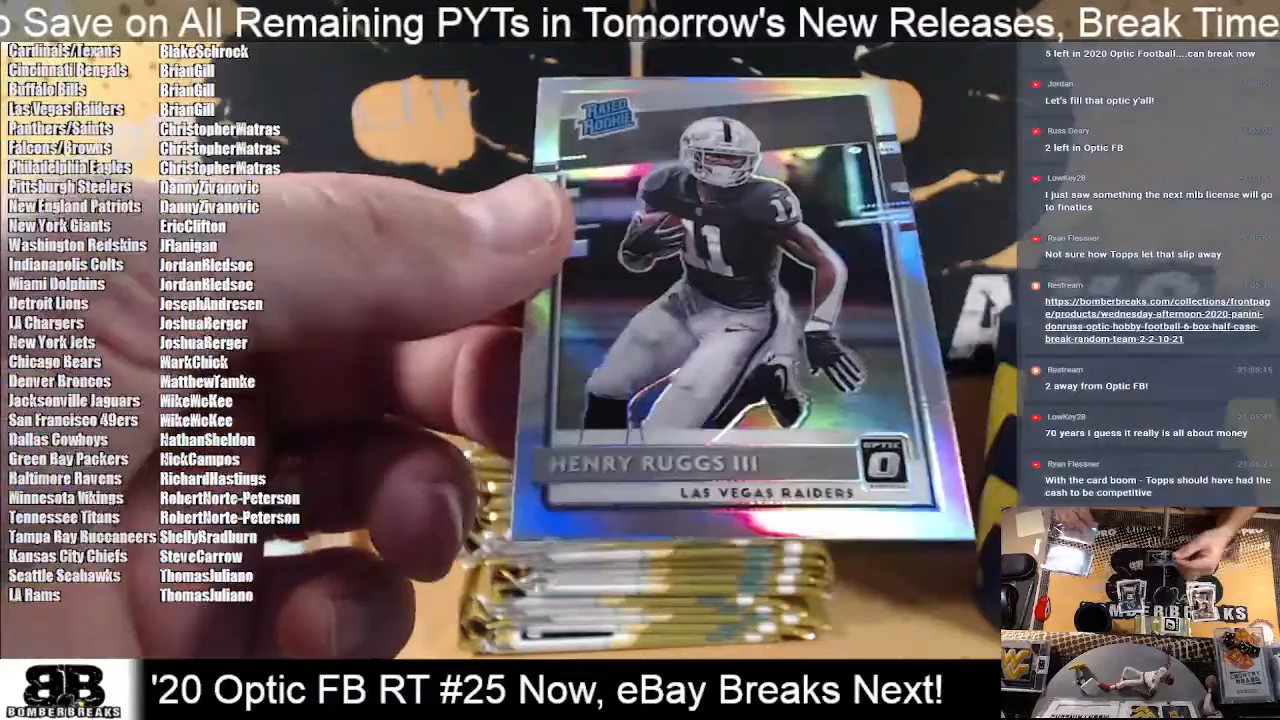 o Save on All Remaining PYTs in Tomorrow's New Releases, Break Time
Cardinals/Texans BlakeSchrock
Cincinnati Bengals BrianGill
Buffalo Bills BrianGill
Las Vegas Raiders BrianGill
Panthers/Saints ChristopherMatras
Falcons/Browns ChristopherMatras
Philadelphia Eagles ChristopherMatras
Pittsburgh Steelers DannyZivanovic
New England Patriots DannyZivanovic
New York Giants EricClifton
Washington Redskins JFlanigan
Indianapolis Colts JordanBledsoe
Miami Dolphins JordanBledsoe
Detroit Lions JosephAndresen
LA Chargers JoshuaBerger
New York Jets JoshuaBerger
Chicago Bears MarkChick
Denver Broncos MatthewTamke
Jacksonville Jaguars MikeMcKee
San Francisco 49ers MikeMcKee
Dallas Cowboys NathanSheldon
Green Bay Packers NickCampos
Baltimore Ravens RichardHastings
Minnesota Vikings RobertNorte-Peterson
Tennessee Titans RobertNorte-Peterson
Tampa Bay Buccaneers ShellyBradburn
Kansas City Chiefs SteveCarrow
Seattle Seahawks ThomasJuliano
LA Rams ThomasJuliano
RATED
ROOKIE
11
11
HENRY RUGGS III
OPTIC
LAS VEGAS RAIDERS
5 left in 2020 Optic Football....can break now
Jordan
Let's fill that optic y'all!
Russ Geary
2 left in Optic FB
LowKey28
I just saw something the next mlb license will go
to finatics
Ryan Flessner
Not sure how Topps let that slip away
Restream
https://bomberbreaks.com/collections/frontpag
e/products/wednesday-afternoon-2020-panini-
donruss-optic-hobby-football-6-box-half-case-
break-random-team-2-2-10-21
Restream
2 away from Optic FB!
LowKey28
70 years I guess it really is all about money
Ryan Flessner
With the card boom - Topps should have had the
cash to be competitive
BB
BOMBERBREAKS
'20 Optic FB RT #25 Now, eBay Breaks Next!